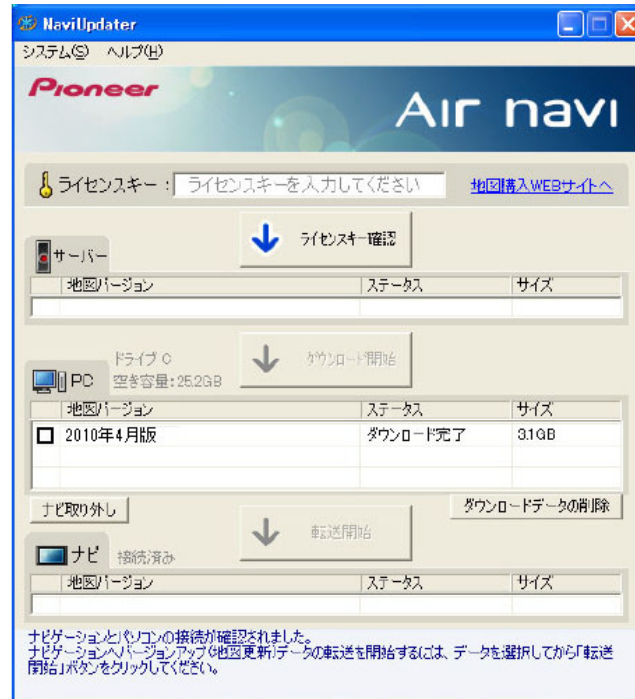 NaviUpdater
システム(S) ヘルプ(H)
Pioneer
AIr navI
ライセンスキー： ライセンスキーを入力してください 地図購入WEBサイトへ
ライセンスキー確認
サーバー
地図バージョン ステータス サイズ
ドライブ C
ダウンロード開始
PC 空き容量:25.2GB
地図バージョン ステータス サイズ
2010年4月版 ダウンロード完了 3.1GB
ナビ取り外し ダウンロードデータの削除
転送開始
ナビ 接続済み
地図バージョン ステータス サイズ
ナビゲーションとパソコンの接続が確認されました。
ナビゲーションへバージョンアップ(地図更新)データの転送を開始するには、データを選択してから「転送
開始」ボタンをクリックしてください。